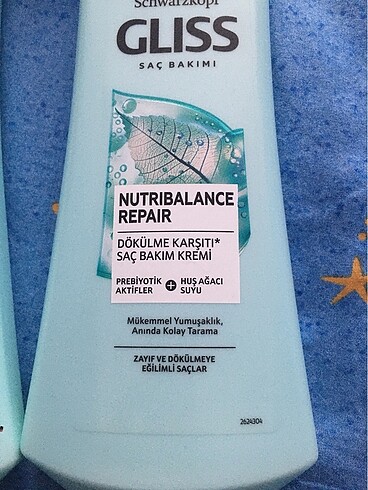 Schwarzkopf
GLISS
SAÇ BAKIMI
NUTRIBALANCE
REPAIR
DÖKÜLME KARŞITI*
SAÇ BAKIM KREMİ
PREBİYOTİK + HUŞ AĞACI
AKTİFLER SUYU
Mükemmel Yumuşaklık,
Anında Kolay Tarama
ZAYIF VE DÖKÜLMEYE
EĞİLİMLİ SAÇLAR
2624304